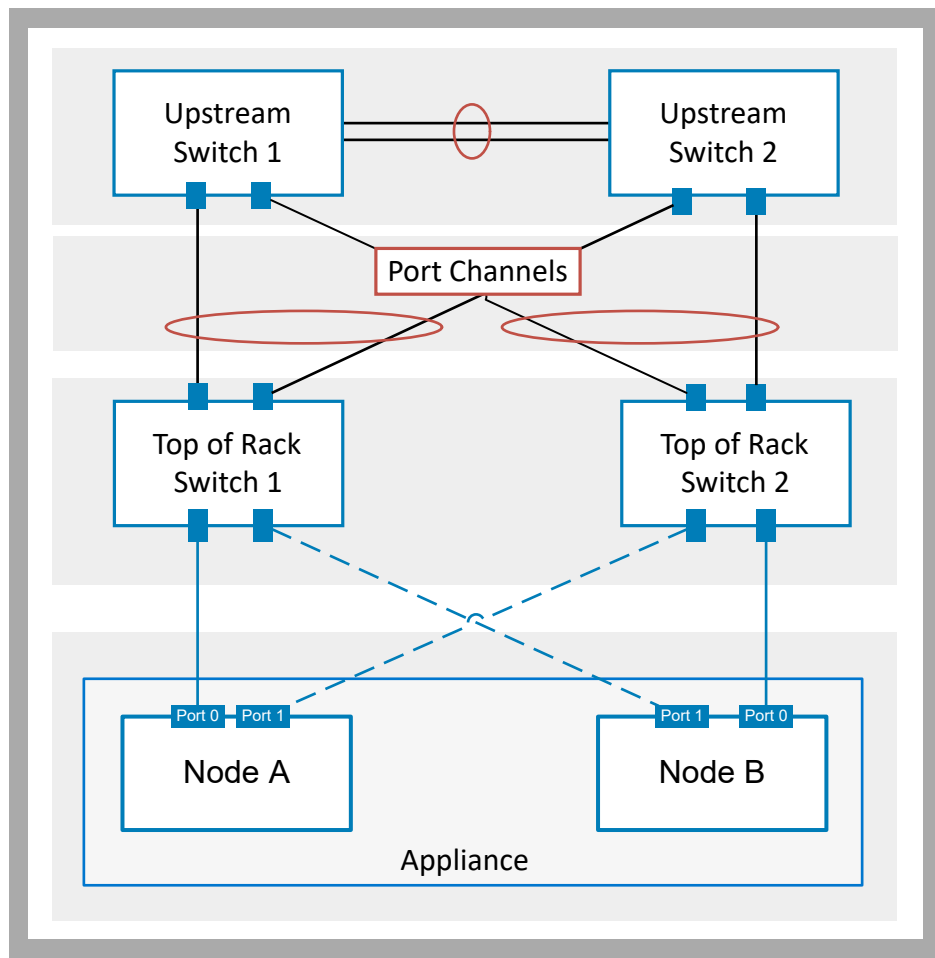 Upstream
Switch 1
Upstream
Switch 2
Port Channels
Top of Rack
Switch 1
Top of Rack
Switch 2
Port 0
Port 1
Port 1
Port 0
Node A
Node B
Appliance